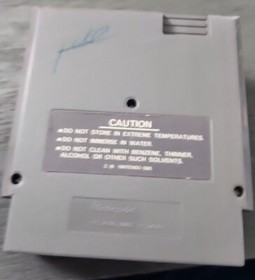 CAUTION
DO NOT STORE IN EXTREME TEMPERATURES.
DO NOT IMMERSE IN WATER.
DO NOT CLEAN WITH BENZENE, THINNER,
ALCOHOL OR OTHER SUCH SOLVENTS.
NINTENDO